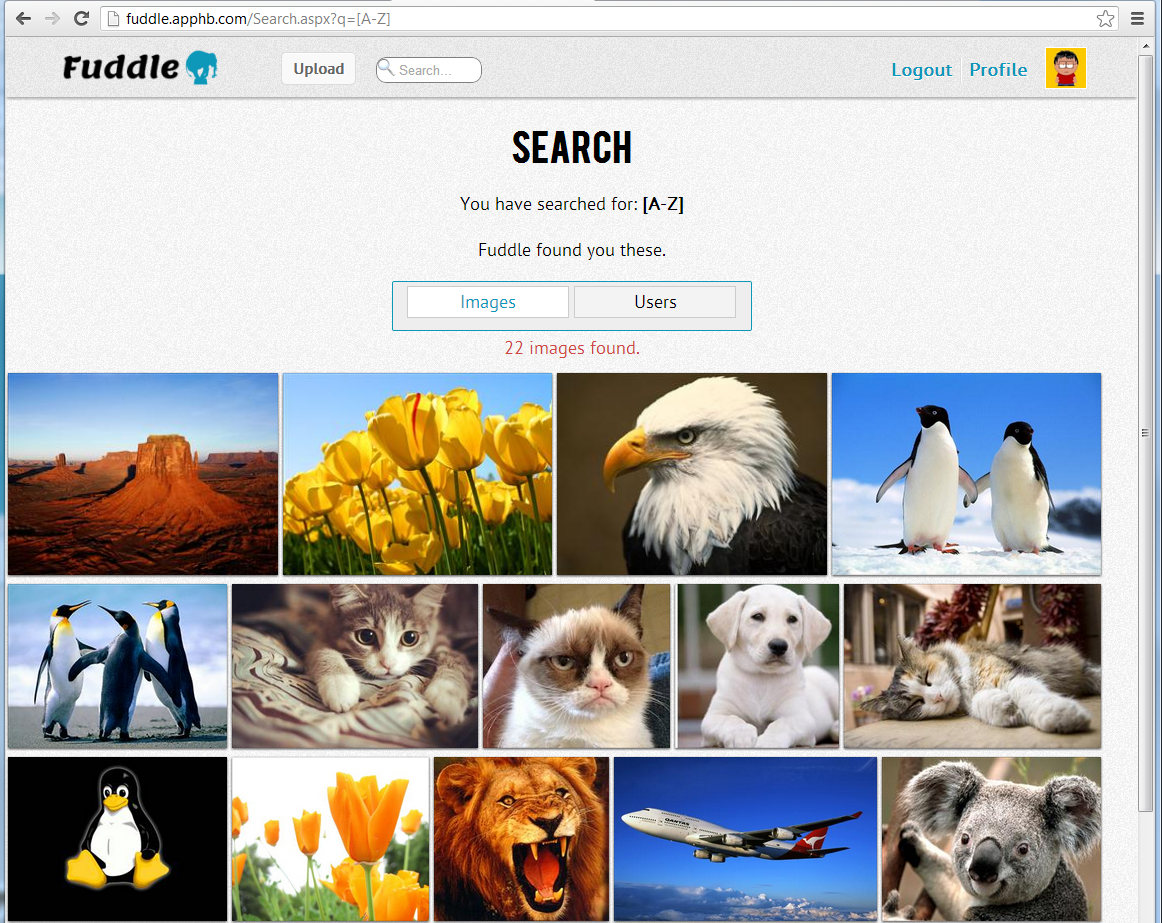 fuddle.apphb.com/Search.aspx?q=[A-Z]
Fuddle
Upload
Search...
Logout
Profile
SEARCH
You have searched for: [A-Z]
Fuddle found you these.
Images
Users
22 images found.
QANTAS